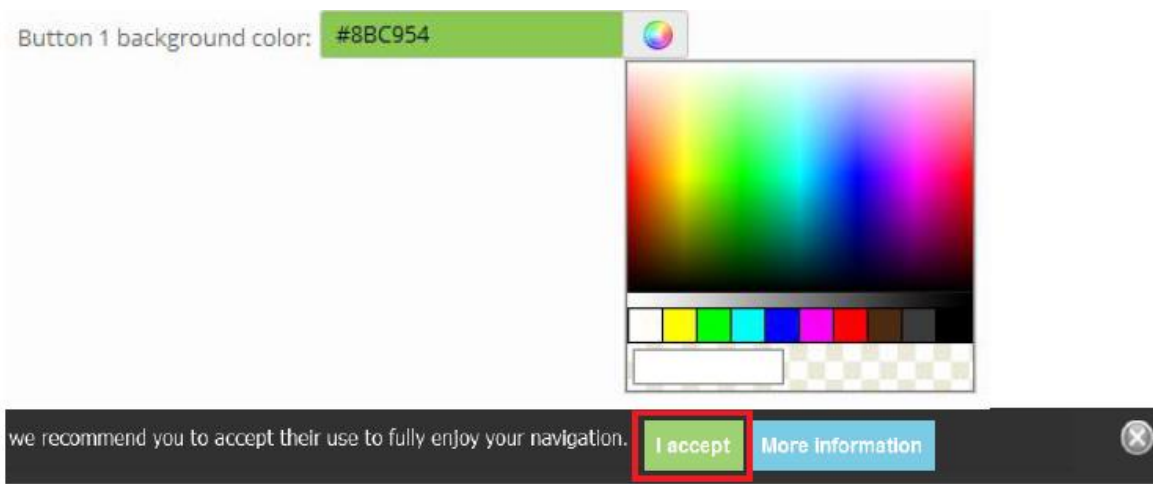 Button 1 background color: #8BC954
we recommend you to accept their use to fully enjoy your navigation. I accept More information